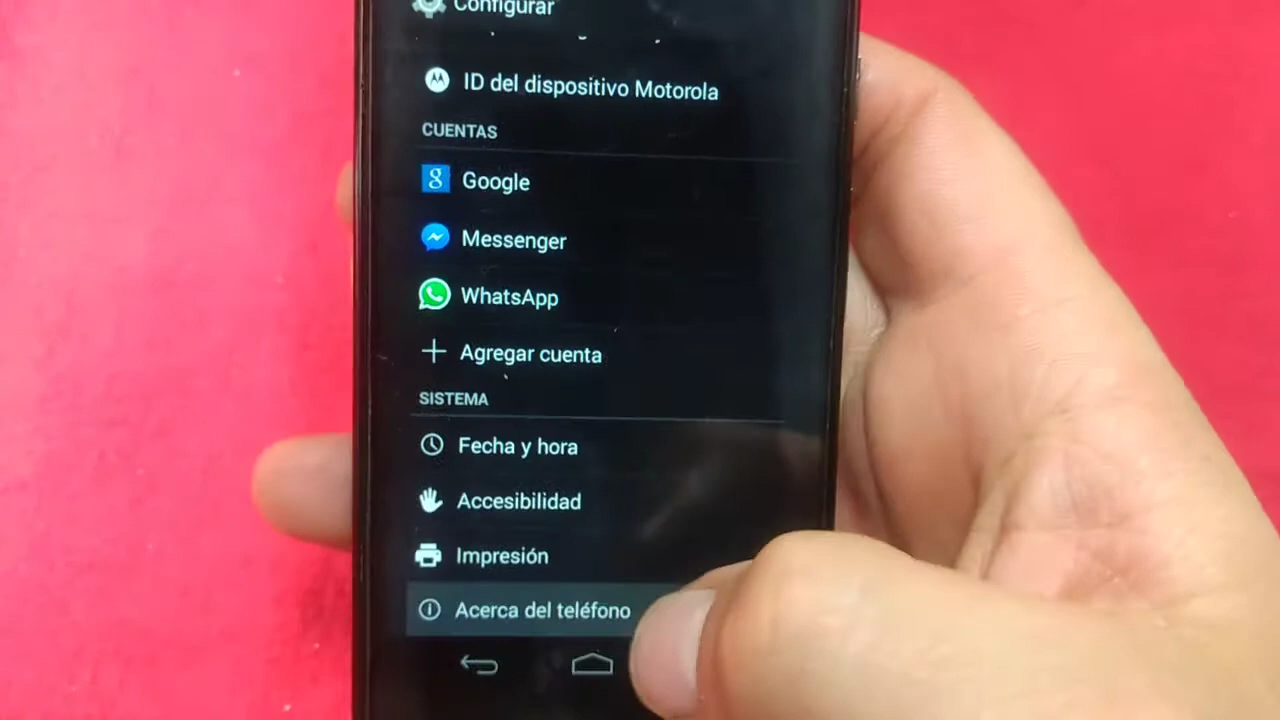 Configurar
ID del dispositivo Motorola
CUENTAS
Google
Messenger
WhatsApp
Agregar cuenta
SISTEMA
Fecha y hora
Accesibilidad
Impresión
Acerca del teléfono